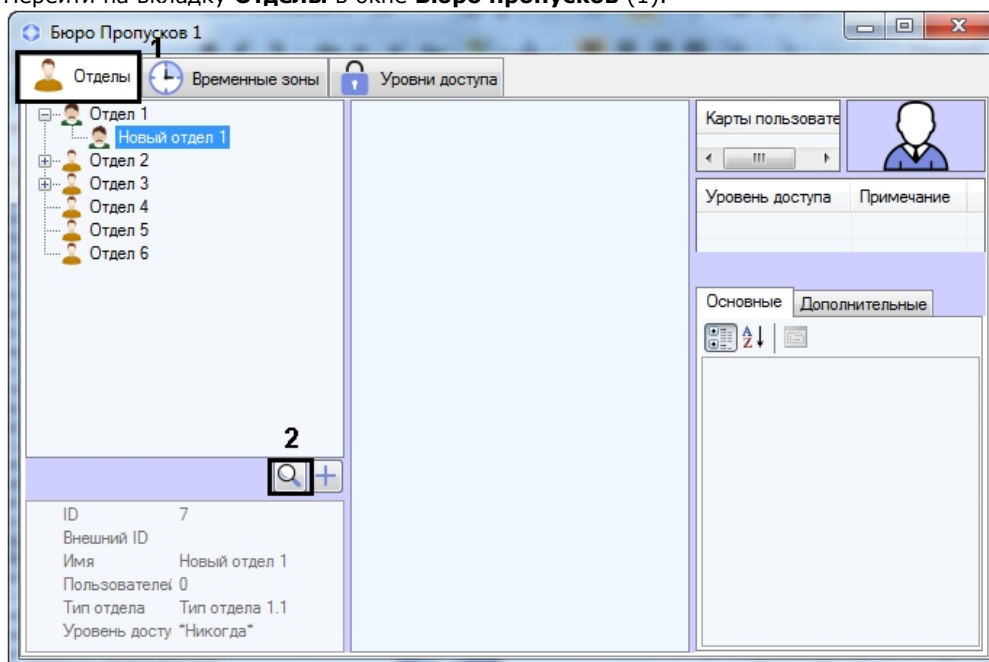 Перейти на вкладку Отделы в окне Бюро пропусков (1).
Бюро Пропусков 1
1
Отделы
Временные зоны
Уровни доступа
Отдел 1
Новый отдел 1
Отдел 2
Отдел 3
Отдел 4
Отдел 5
Отдел 6
2
ID 7
Внешний ID
Имя Новый отдел 1
Пользователей 0
Тип отдела Тип отдела 1.1
Уровень досту *Никогда*
Карты пользовате
Уровень доступа Примечание
Основные Дополнительные